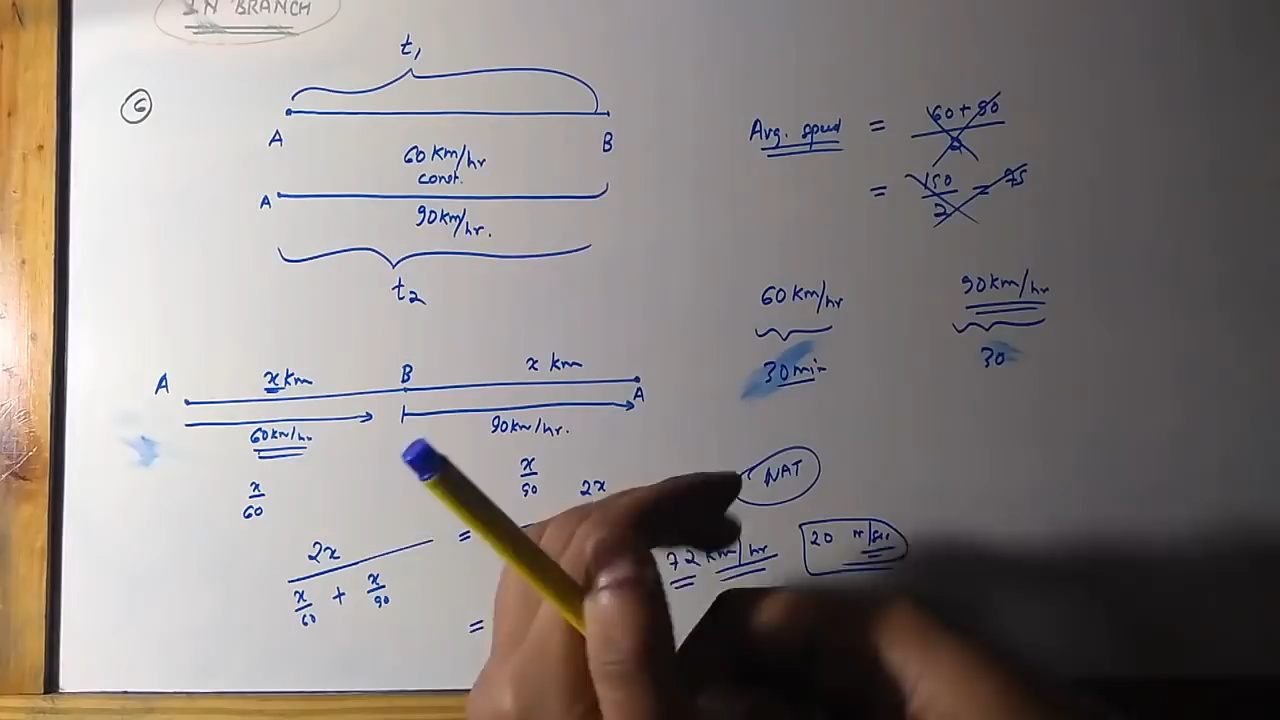 IN BRANCH
6
t1
A B
60 km/hr
const.
A
90 km/hr.
t2
A x km B x km A
60 km/hr 90 km/hr.
x/60 x/90 2x
2x / (x/60 + x/90) =
=
Avg. speed = (60 + 90)/2
= 150/2 = 75
60 km/hr 90 km/hr
30 min 30
NAT
72 km/hr 20 m/sec